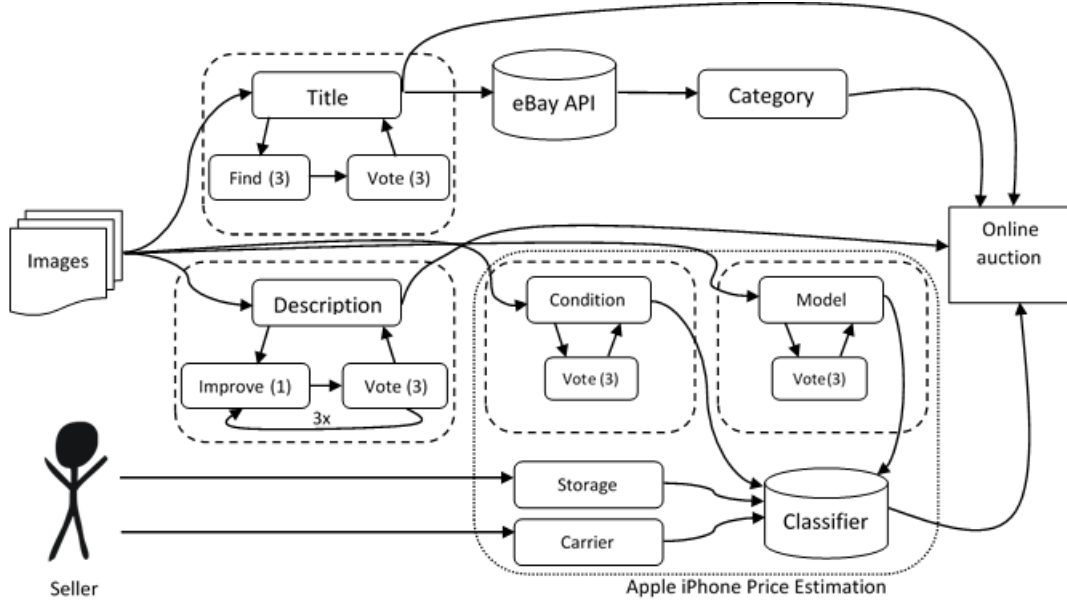 Title
eBay API
Category
Find (3)
Vote (3)
Images
Online
auction
Description
Condition
Model
Improve (1)
Vote (3)
Vote (3)
Vote(3)
3x
Storage
Classifier
Carrier
Seller
Apple iPhone Price Estimation